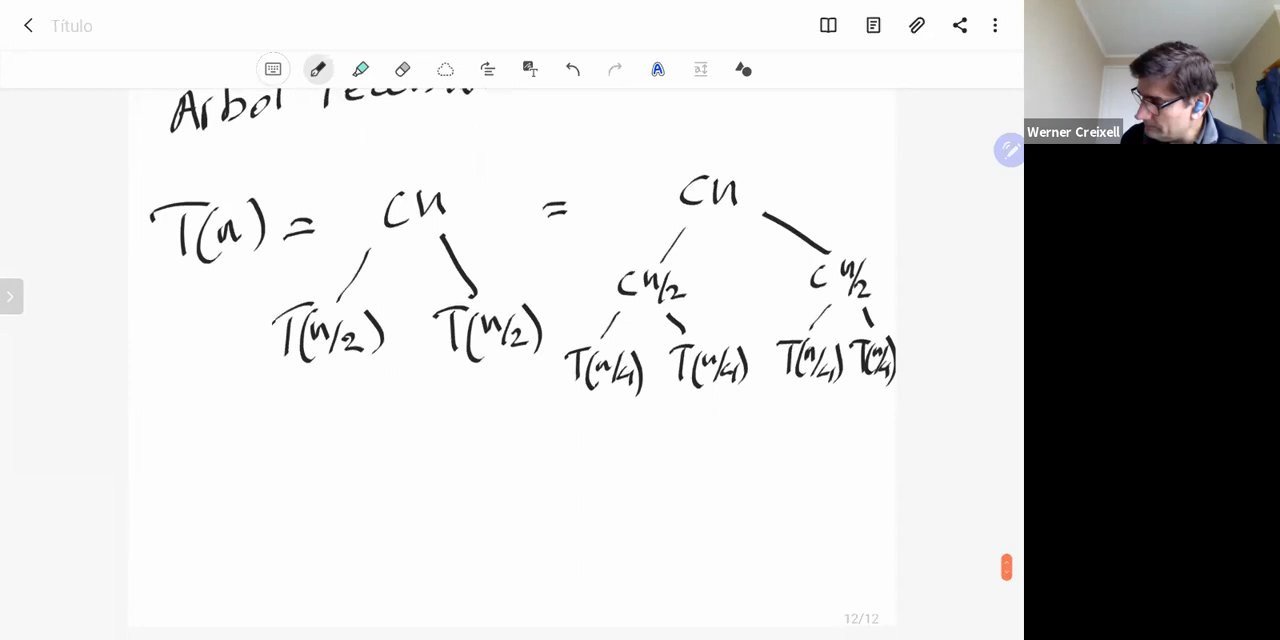 Título
Werner Creixell
Arbol
T(n) = cn = cn
cn/2 cn/2
T(n/2) T(n/2) T(n/4) T(n/4) T(n/4) T(n/4)
12/12